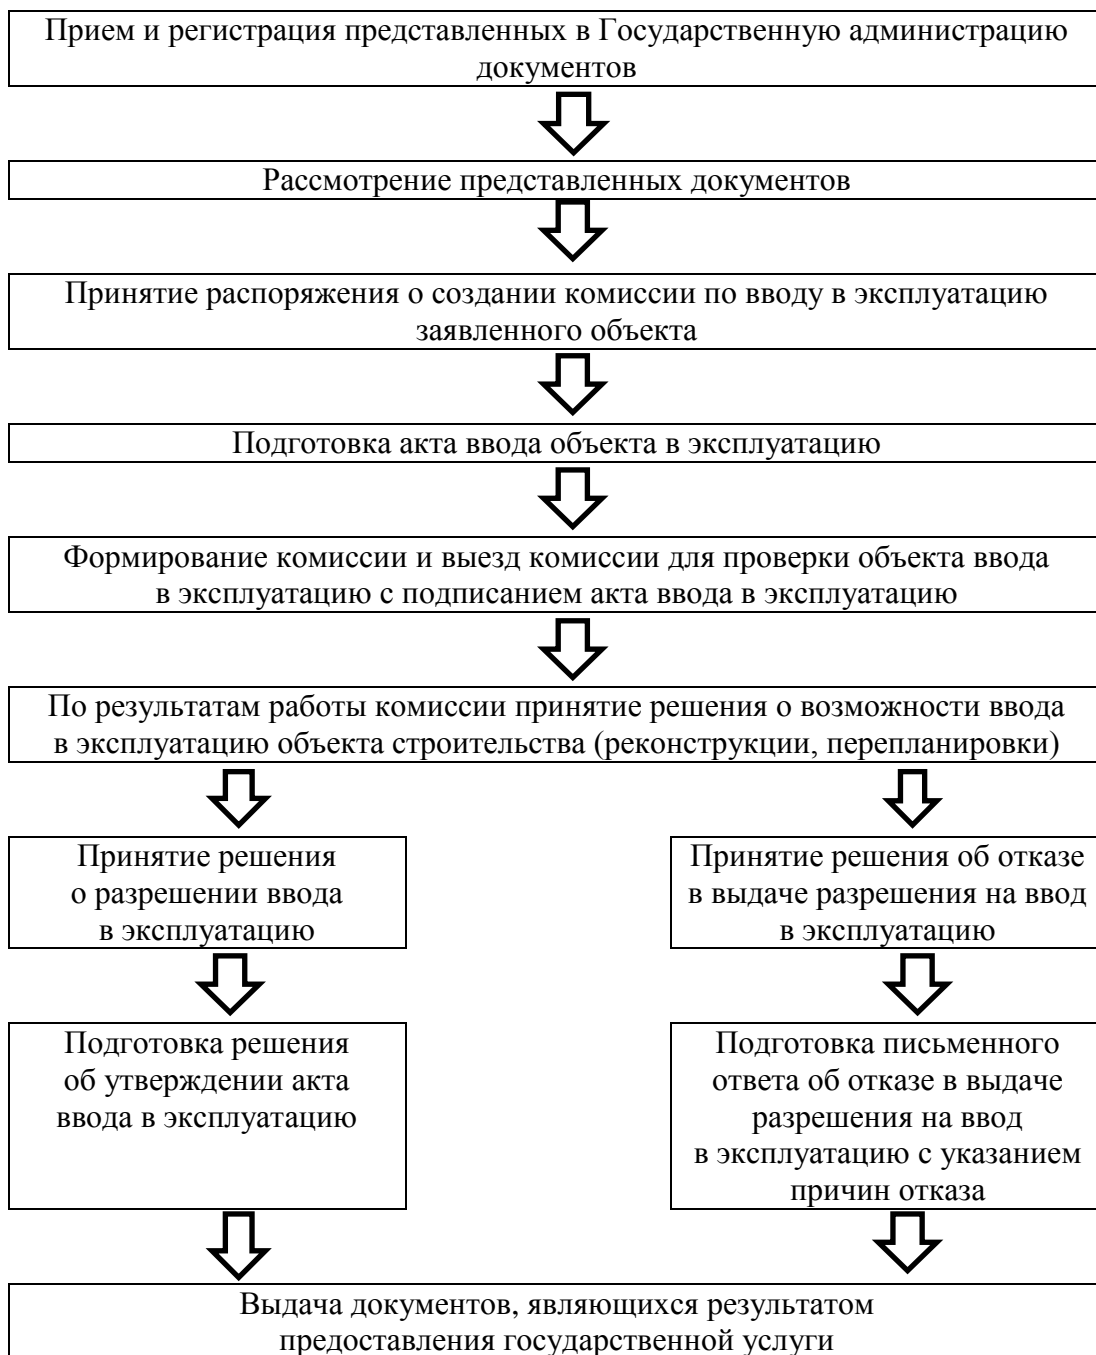 Прием и регистрация представленных в Государственную администрацию
документов
Рассмотрение представленных документов
Принятие распоряжения о создании комиссии по вводу в эксплуатацию
заявленного объекта
Подготовка акта ввода объекта в эксплуатацию
Формирование комиссии и выезд комиссии для проверки объекта ввода
в эксплуатацию с подписанием акта ввода в эксплуатацию
По результатам работы комиссии принятие решения о возможности ввода
в эксплуатацию объекта строительства (реконструкции, перепланировки)
Принятие решения
о разрешении ввода
в эксплуатацию
Принятие решения об отказе
в выдаче разрешения на ввод
в эксплуатацию
Подготовка решения
об утверждении акта
ввода в эксплуатацию
Подготовка письменного
ответа об отказе в выдаче
разрешения на ввод
в эксплуатацию с указанием
причин отказа
Выдача документов, являющихся результатом
предоставления государственной услуги